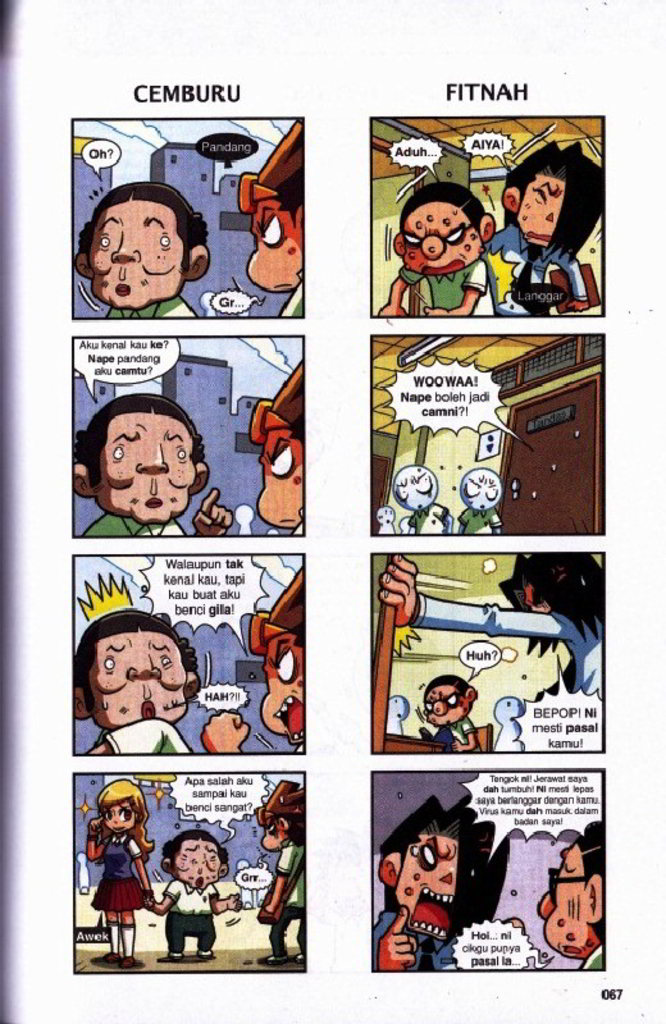 CEMBURU
Oh?
Pandang
Gr...
Aku kenal kau ke?
Nape pandang
aku camtu?
Walaupun tak
kenal kau, tapi
kau buat aku
benci gila!
HAH?!!
Apa salah aku
sampai kau
benci sangat?
Grr...
Awek
FITNAH
Aduh...
AIYA!
Langgar
WOOWAA!
Nape boleh jadi
camni?!
Tandas
Huh?
BEPOP! Ni
mesti pasal
kamu!
Tengok ni! Jerawat saya
dah tumbuh! Ni mesti lepas
saya berlanggar dengan kamu.
Virus kamu dah masuk dalam
badan saya!
Hoi... ni
cikgu punya
pasal la...
067